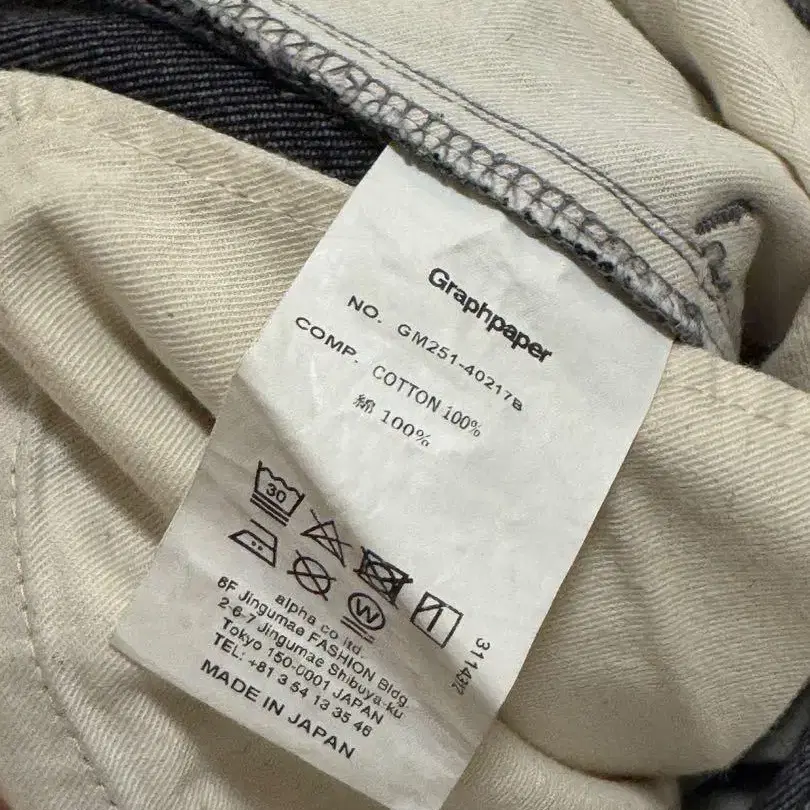 Graphpaper
NO. GM251-40217B
COMP. COTTON 100%
綿 100%
30
W
alpha co ltd.
6F Jingumae FASHION Bldg.
2-6-7 Jingumae Shibuya-ku
Tokyo 150-0001 JAPAN
TEL: +81 3 54 13 35 46
MADE IN JAPAN